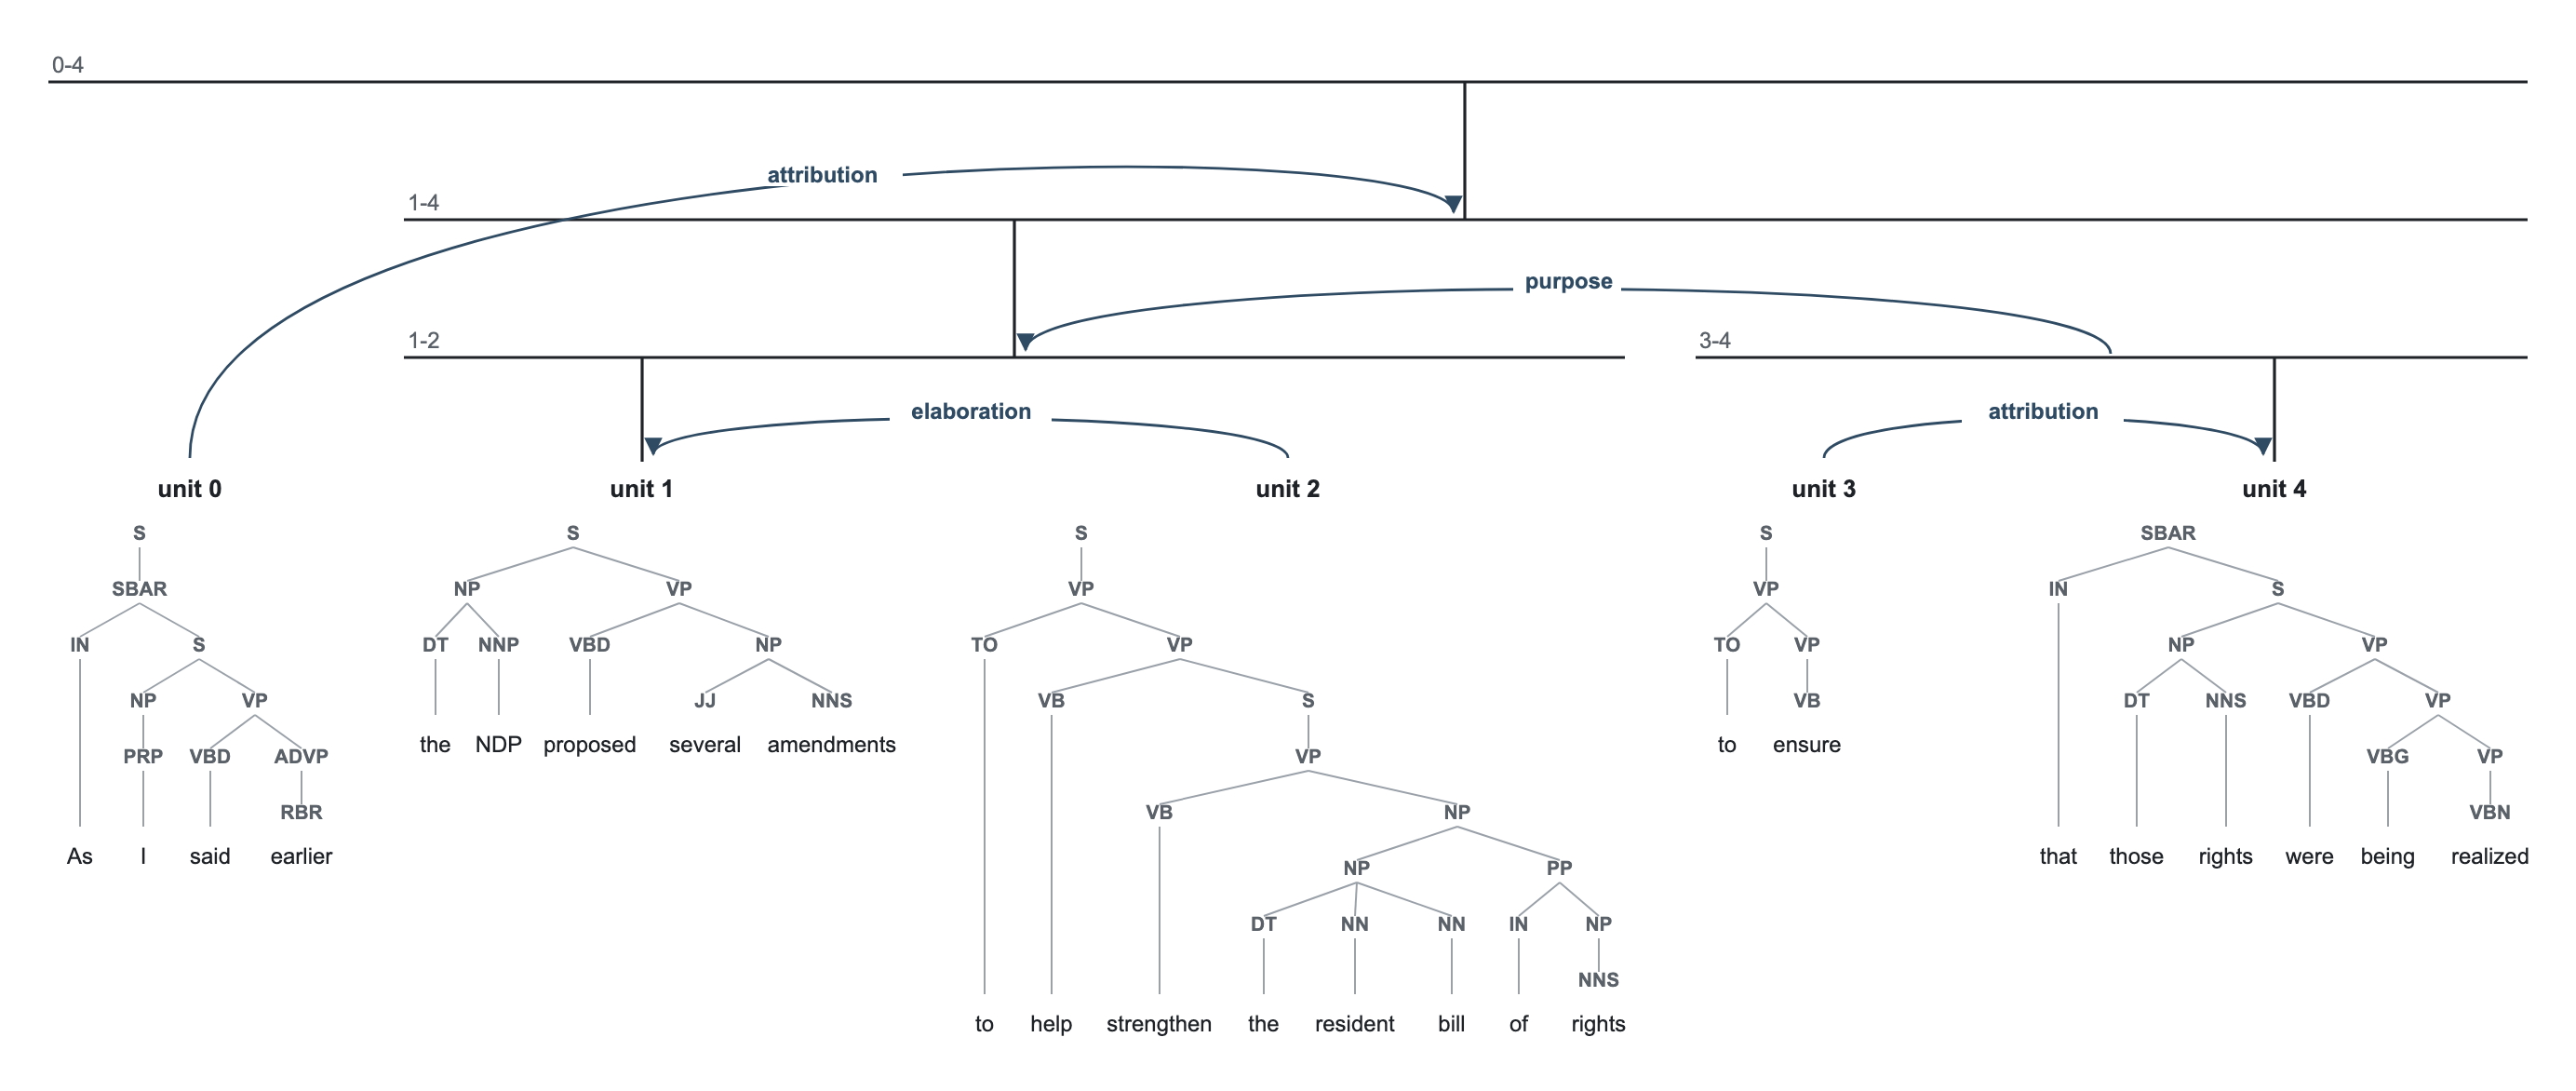 0-4
attribution
1-4
purpose
1-2 3-4
elaboration attribution
unit 0 unit 1 unit 2 unit 3 unit 4
S S S S SBAR
SBAR NP VP VP VP IN S
IN S DT NNP VBD NP TO VP TO VP NP VP
NP VP JJ NNS VB S VB DT NNS VBD VP
the NDP proposed several amendments to ensure
PRP VBD ADVP VP VBG VP
RBR VB NP VBN
As I said earlier that those rights were being realized
NP PP
DT NN NN IN NP
NNS
to help strengthen the resident bill of rights